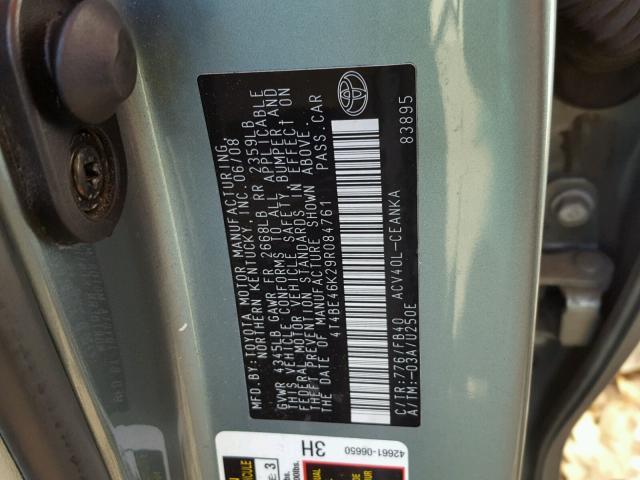 MFD.BY:TOYOTA MOTOR MANUFACTURING,
NORTHERN KENTUCKY, INC.06/08
GVWR 4345LB GAWR FR 2668LB RR 2359LB
THIS VEHICLE CONFORMS TO ALL APPLICABLE
FEDERAL MOTOR VEHICLE SAFETY BUMPER AND
THEFT PREVENTION STANDARDS IN EFFECT ON
THE DATE OF MANUFACTURE SHOWN ABOVE.
4T4BE46K29R084761 PASS.CAR
C/TR:776/FB40 ACV40L-CEANKA
A/TM:-03A/U250E 83895
42661-06650
3H
3